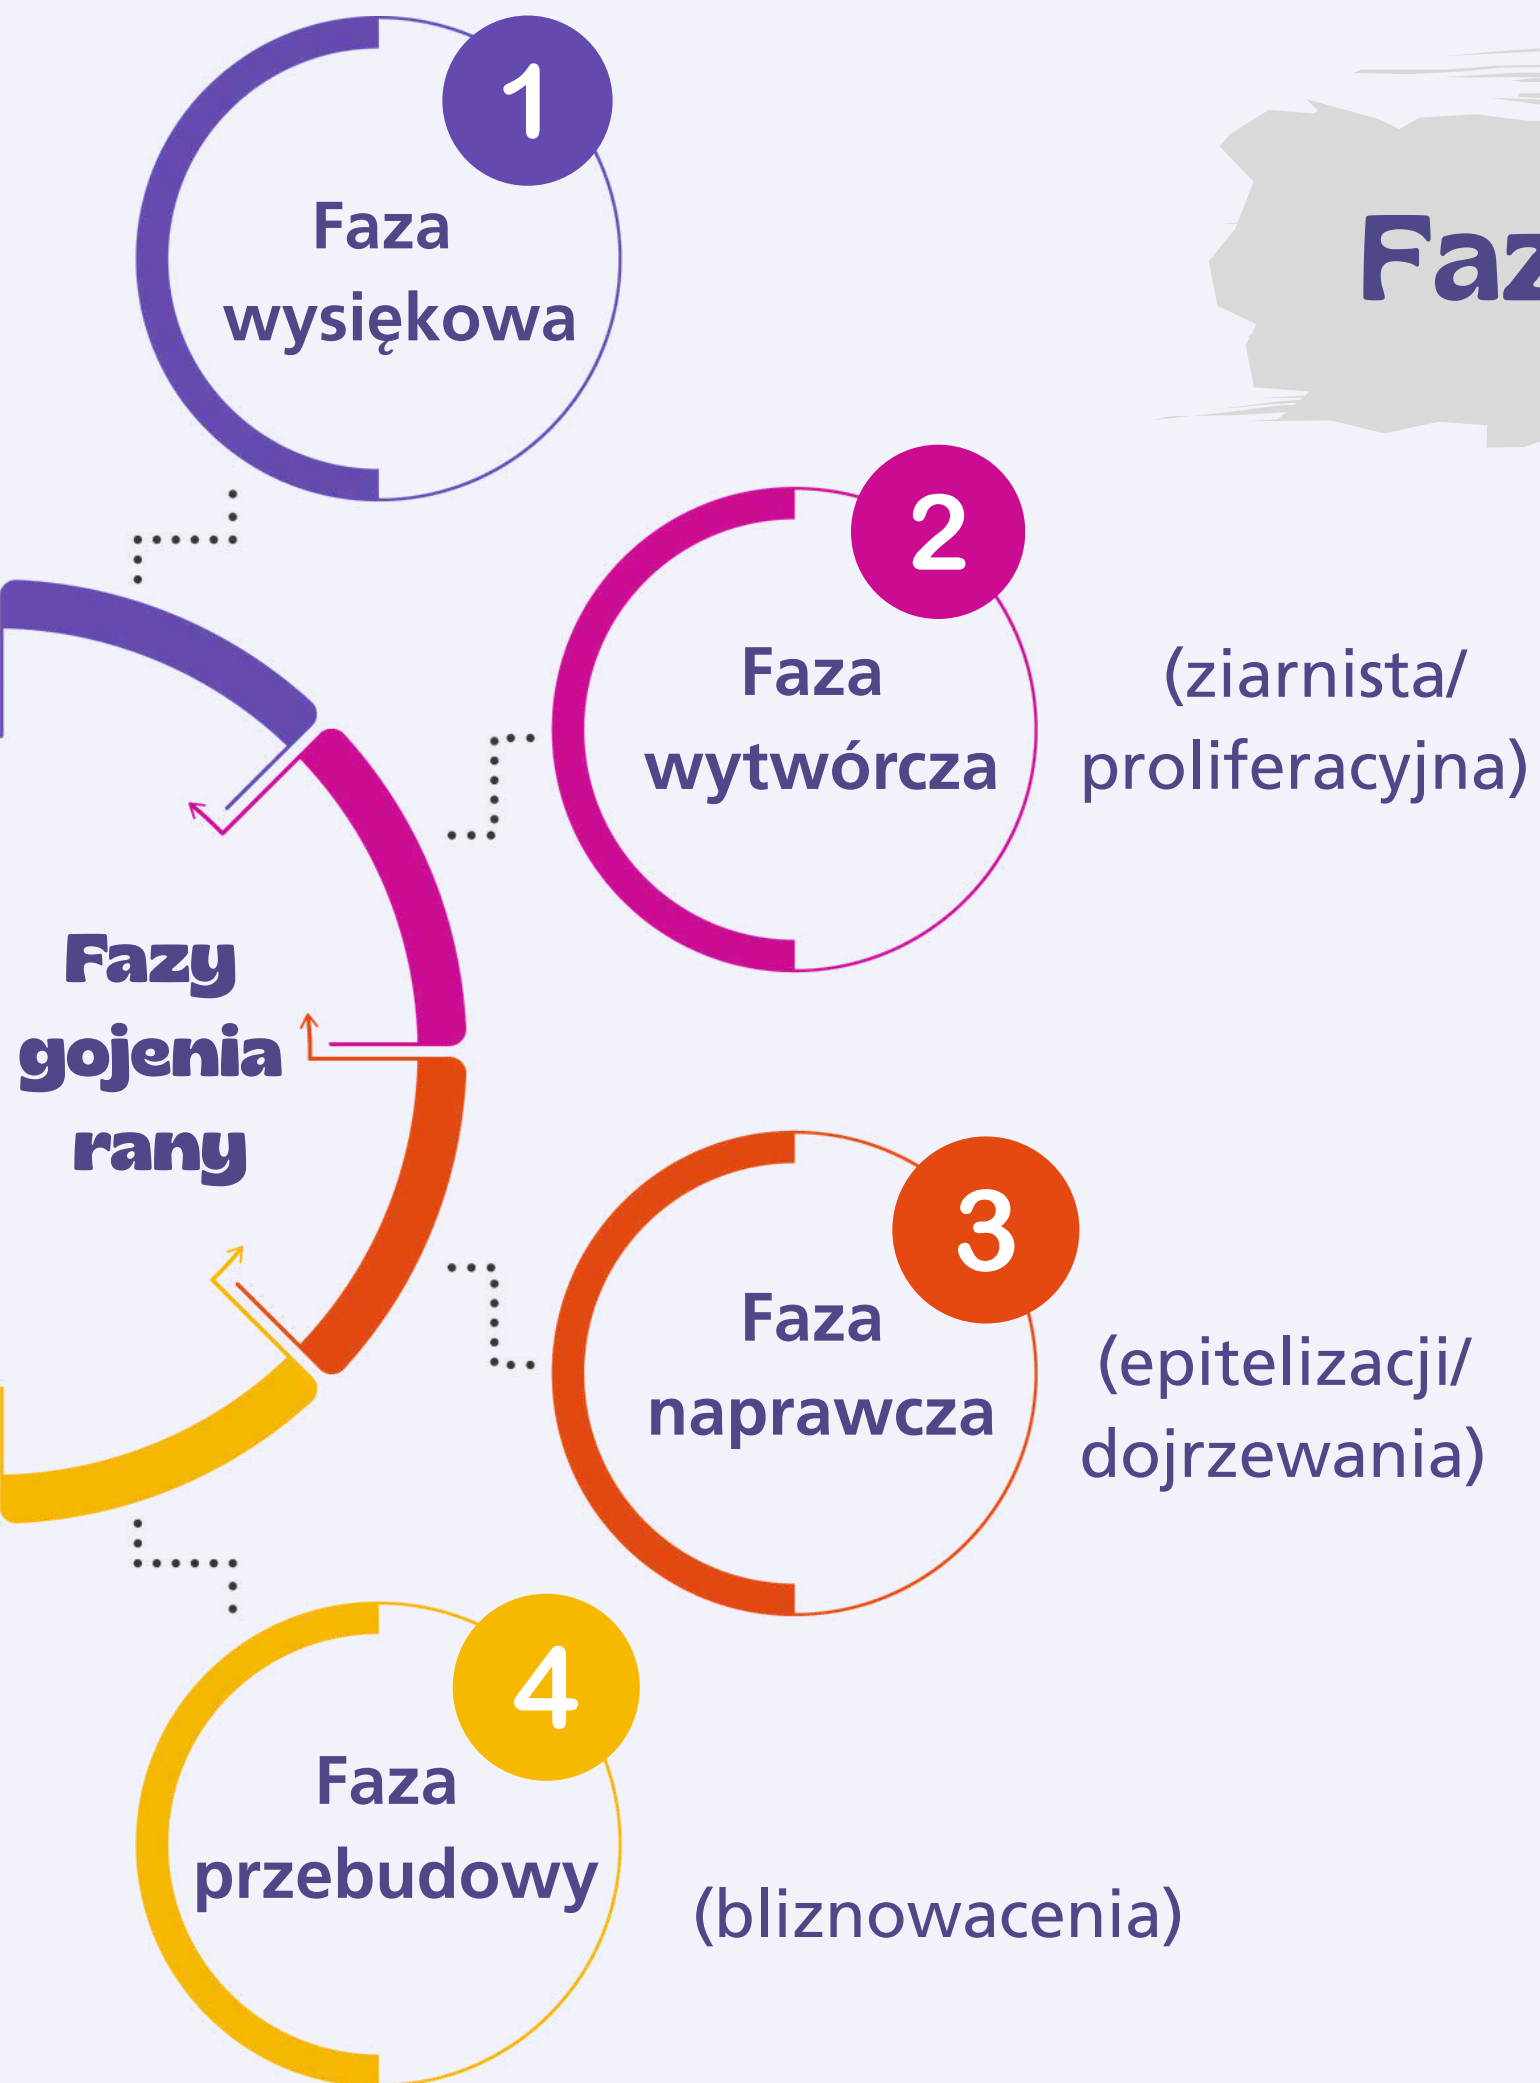 1
Faza
wysiękowa
Faz
2
Faza
wytwórcza
(ziarnista/
proliferacyjna)
Fazy
gojenia
rany
3
Faza
naprawcza
(epitelizacji/
dojrzewania)
4
Faza
przebudowy
(bliznowacenia)